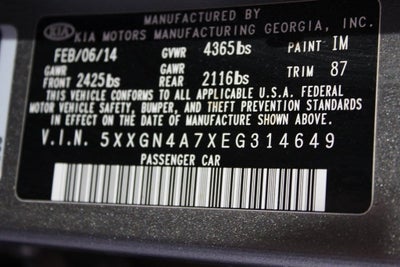 MANUFACTURED BY
KIA KIA MOTORS MANUFACTURING GEORGIA, INC.
FEB/06/14 GVWR 4365lbs PAINT IM
GAWR FRONT 2425lbs GAWR REAR 2116lbs TRIM 87
THIS VEHICLE CONFORMS TO ALL APPLICABLE U.S.A. FEDERAL
MOTOR VEHICLE SAFETY, BUMPER, AND THEFT PREVENTION STANDARDS
IN EFFECT ON THE DATE OF MANUFACTURE SHOWN ABOVE.
V.I.N. 5XXGN4A7XEG314649
PASSENGER CAR